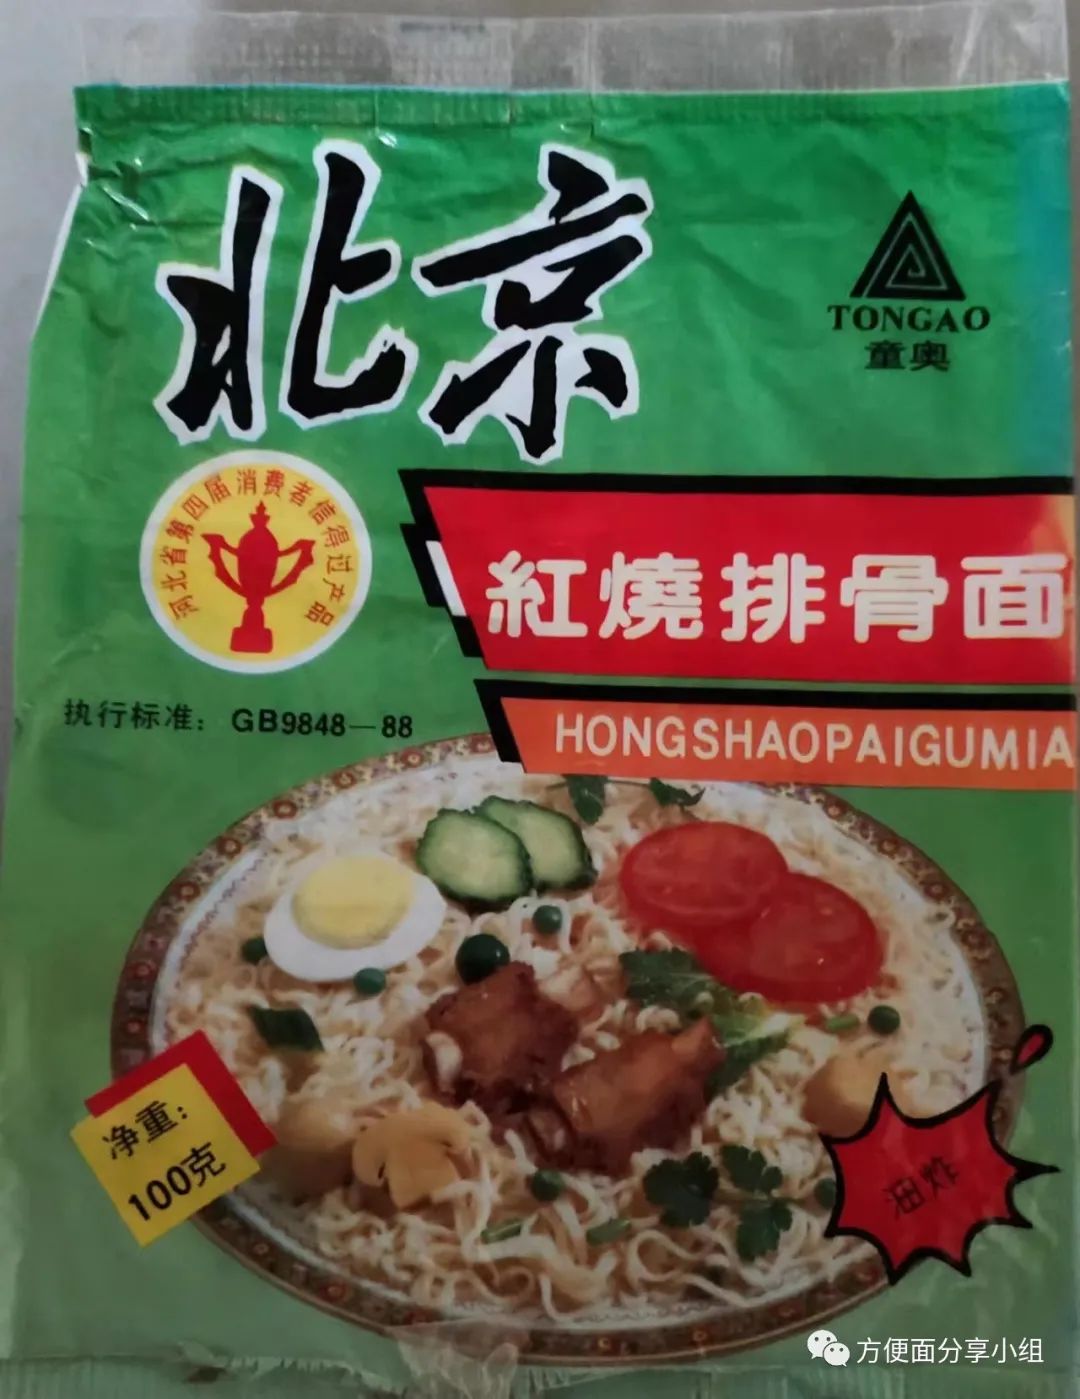 北京
TONGAO
童奥
河北省第四届消费者信得过产品
紅燒排骨面
执行标准：GB9848—88
HONGSHAOPAIGUMIA
净重：
100克
油炸
方便面分享小组